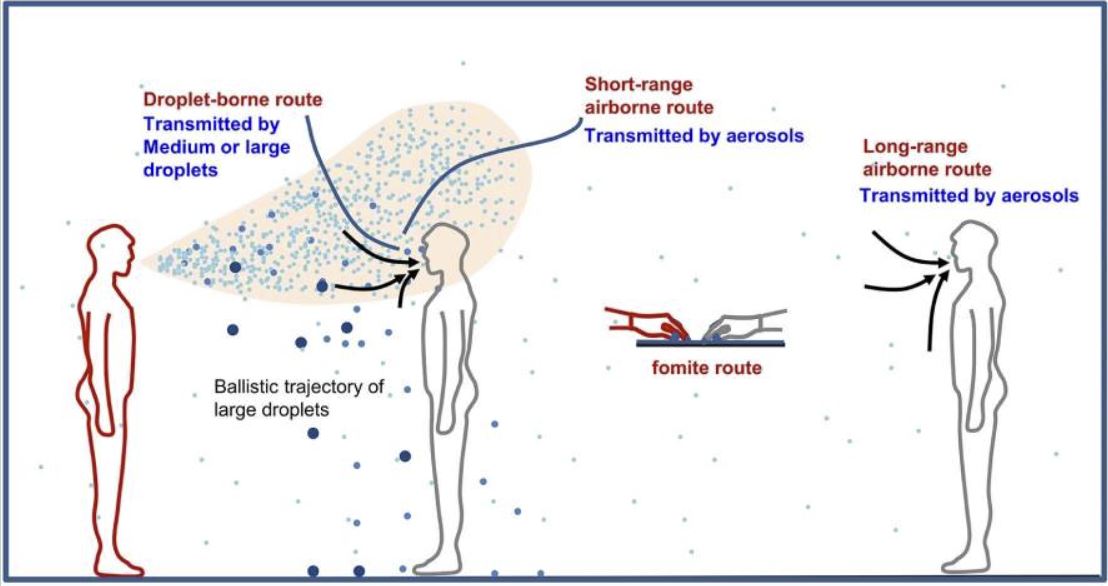 Droplet-borne route
Transmitted by
Medium or large
droplets
Short-range
airborne route
Transmitted by aerosols
Long-range
airborne route
Transmitted by aerosols
fomite route
Ballistic trajectory of
large droplets